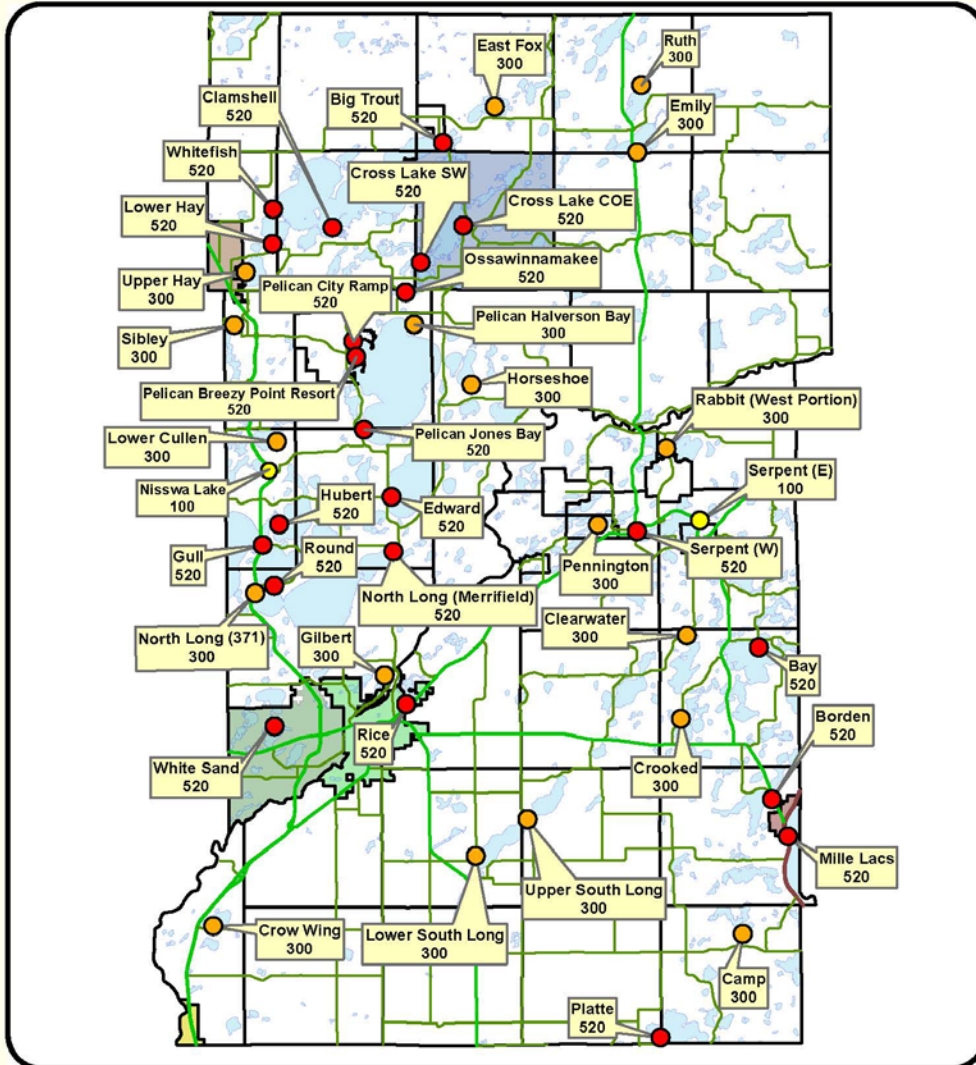 East Fox
300
Ruth
300
Clamshell
520
Big Trout
520
Emily
300
Whitefish
520
Cross Lake SW
520
Cross Lake COE
520
Lower Hay
520
Ossawinnamakee
520
Upper Hay
300
Pelican City Ramp
520
Pelican Halverson Bay
300
Sibley
300
Horseshoe
300
Pelican Breezy Point Resort
520
Rabbit (West Portion)
300
Lower Cullen
300
Pelican Jones Bay
520
Nisswa Lake
100
Serpent (E)
100
Hubert
520
Edward
520
Gull
520
Round
520
Pennington
300
Serpent (W)
520
North Long (Merrifield)
520
Clearwater
300
North Long (371)
300
Gilbert
300
Bay
520
Borden
520
Rice
520
White Sand
520
Crooked
300
Mille Lacs
520
Upper South Long
300
Crow Wing
300
Lower South Long
300
Camp
300
Platte
520